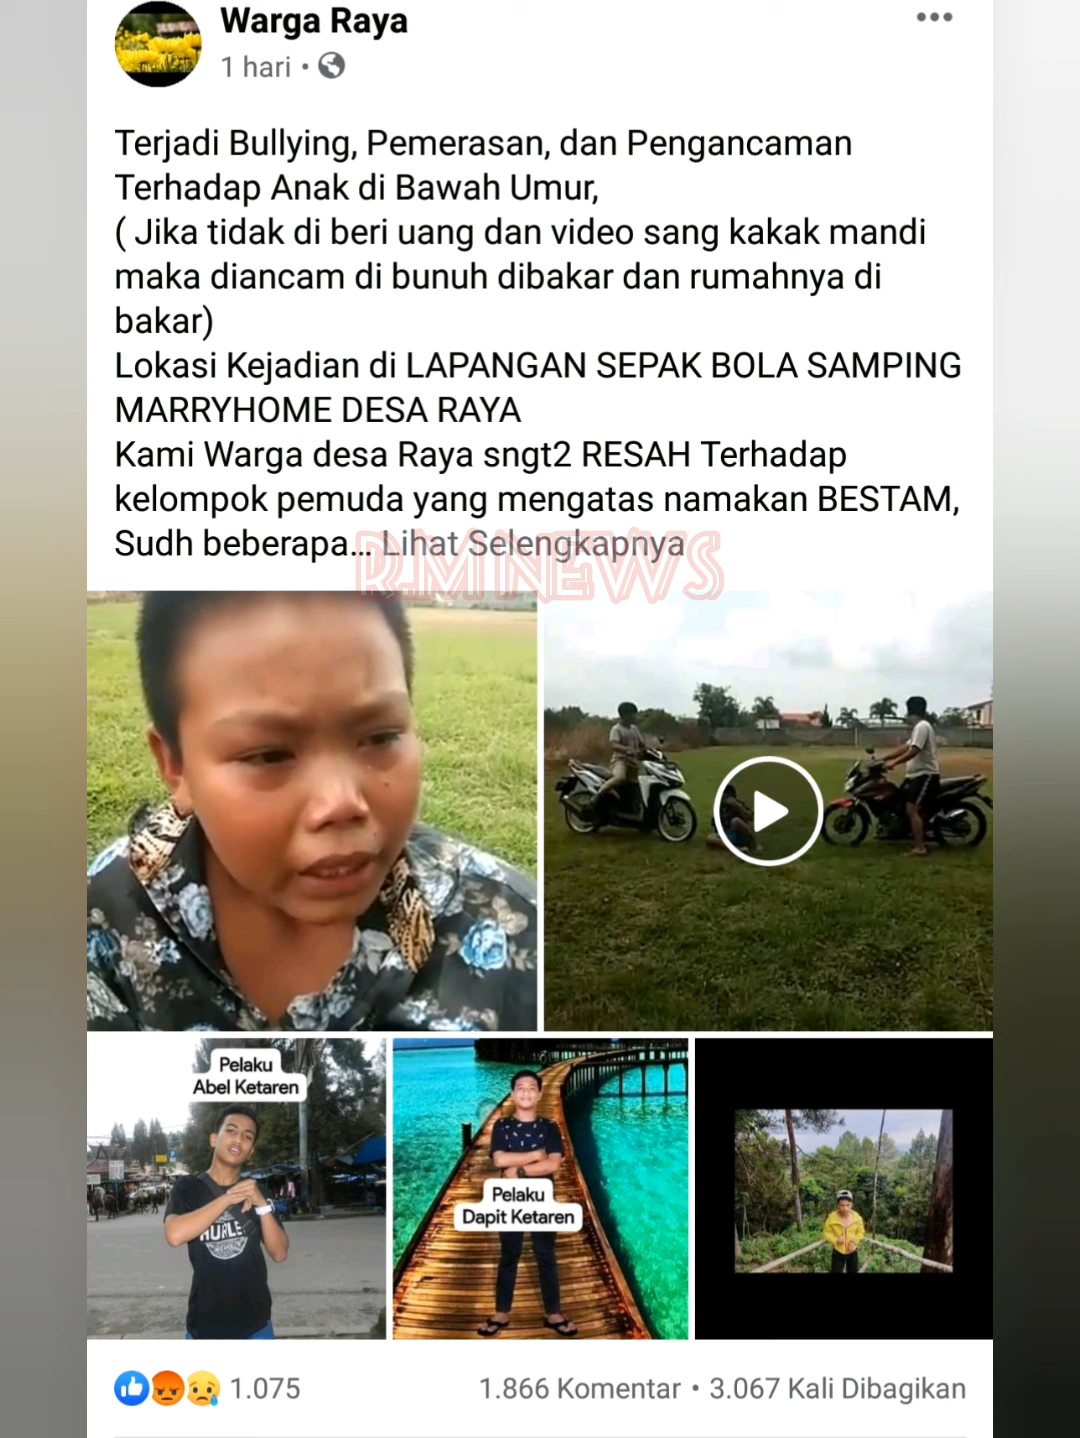 Warga Raya
1 hari •
Terjadi Bullying, Pemerasan, dan Pengancaman
Terhadap Anak di Bawah Umur,
( Jika tidak di beri uang dan video sang kakak mandi
maka diancam di bunuh dibakar dan rumahnya di
bakar)
Lokasi Kejadian di LAPANGAN SEPAK BOLA SAMPING
MARRYHOME DESA RAYA
Kami Warga desa Raya sngt2 RESAH Terhadap
kelompok pemuda yang mengatas namakan BESTAM,
Sudh beberapa... Lihat Selengkapnya
R.M NEWS
Pelaku
Abel Ketaren
HURLEY
Pelaku
Dapit Ketaren
1.075
1.866 Komentar • 3.067 Kali Dibagikan